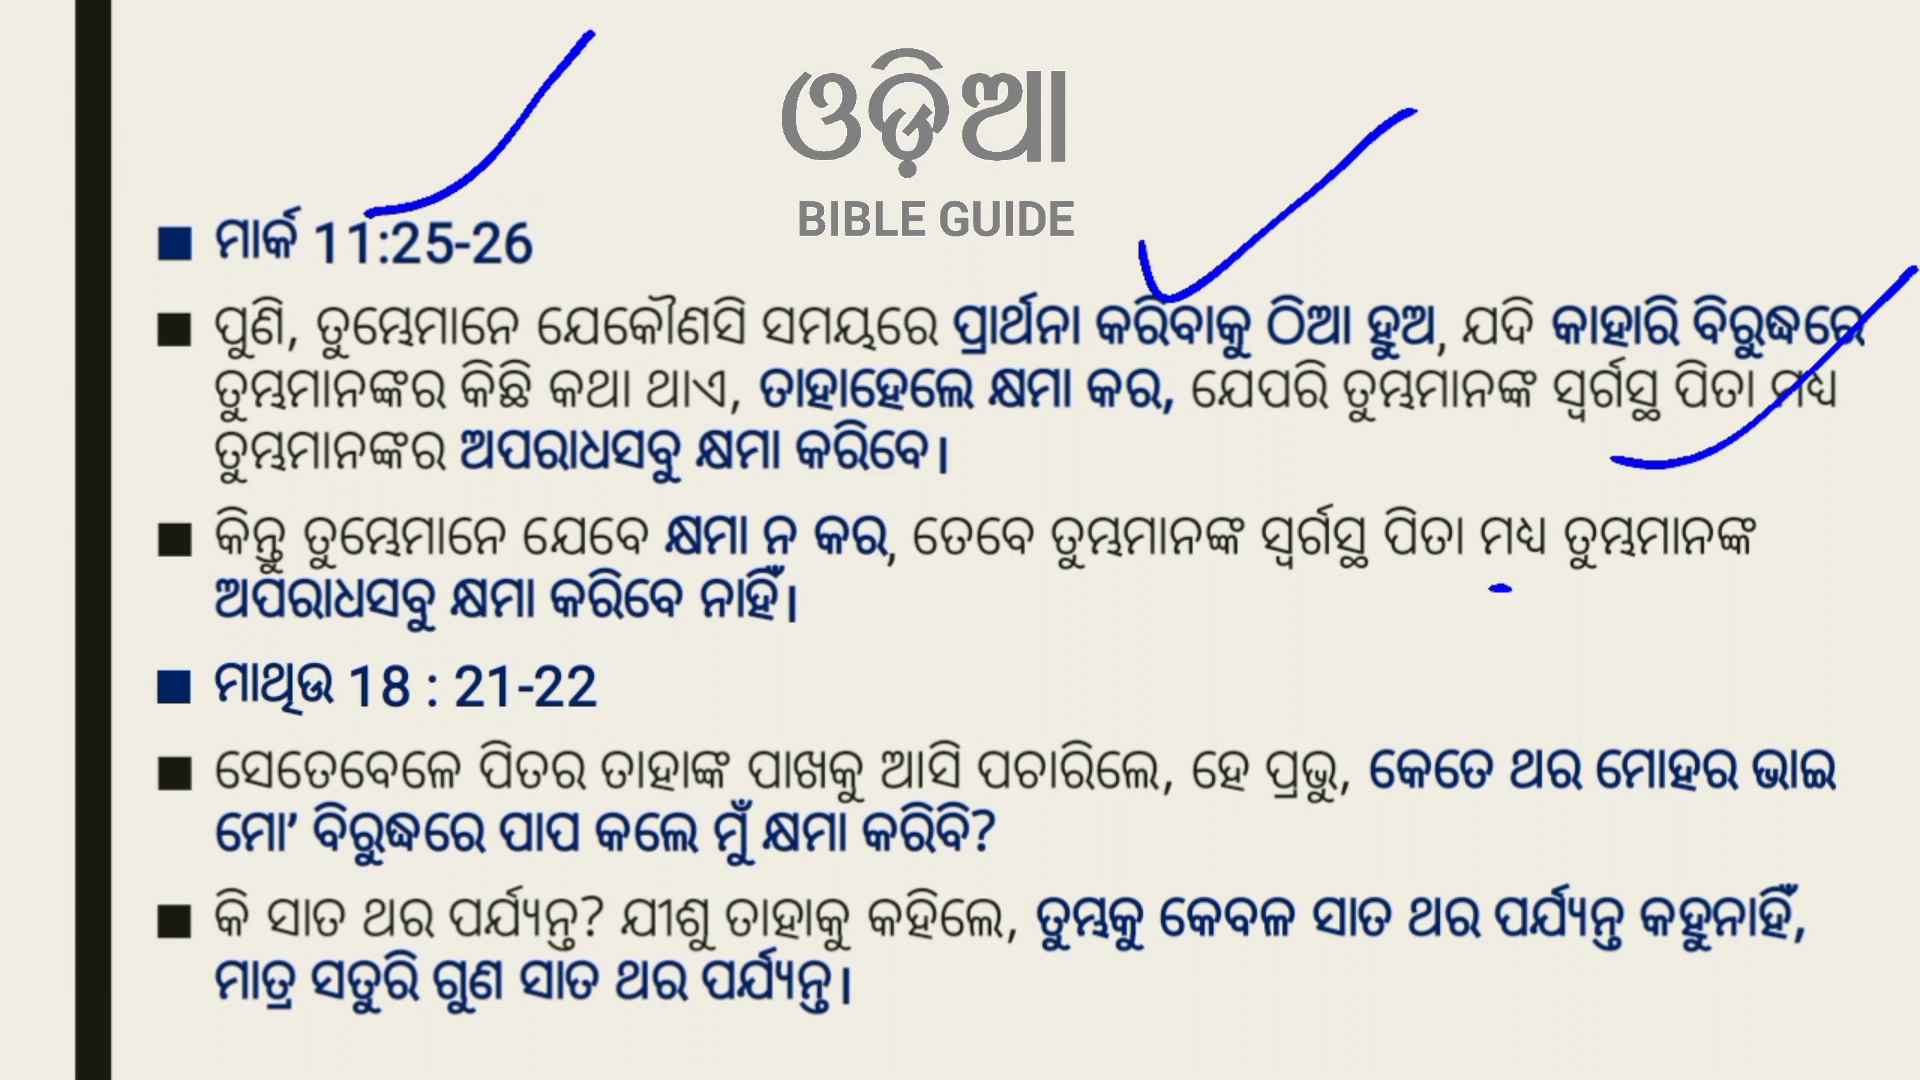 ଓଡ଼ିଆ
BIBLE GUIDE
ମାର୍କ 11:25-26
ପୁଣି, ତୁମ୍ଭେମାନେ ଯେକୌଣସି ସମୟରେ ପ୍ରାର୍ଥନା କରିବାକୁ ଠିଆ ହୁଅ, ଯଦି କାହାରି ବିରୁଦ୍ଧରେ
ତୁମ୍ଭମାନଙ୍କର କିଛି କଥା ଥାଏ, ତାହାହେଲେ କ୍ଷମା କର, ଯେପରି ତୁମ୍ଭମାନଙ୍କ ସ୍ୱର୍ଗସ୍ଥ ପିତା ମଧ୍ୟ
ତୁମ୍ଭମାନଙ୍କର ଅପରାଧସବୁ କ୍ଷମା କରିବେ।
କିନ୍ତୁ ତୁମ୍ଭେମାନେ ଯେବେ କ୍ଷମା ନ କର, ତେବେ ତୁମ୍ଭମାନଙ୍କ ସ୍ୱର୍ଗସ୍ଥ ପିତା ମଧ୍ୟ ତୁମ୍ଭମାନଙ୍କ
ଅପରାଧସବୁ କ୍ଷମା କରିବେ ନାହିଁ।
ମାଥିଉ 18 : 21-22
ସେତେବେଳେ ପିତର ତାହାଙ୍କ ପାଖକୁ ଆସି ପଚାରିଲେ, ହେ ପ୍ରଭୁ, କେତେ ଥର ମୋହର ଭାଇ
ମୋ’ ବିରୁଦ୍ଧରେ ପାପ କଲେ ମୁଁ କ୍ଷମା କରିବି?
କି ସାତ ଥର ପର୍ଯ୍ୟନ୍ତ? ଯୀଶୁ ତାହାକୁ କହିଲେ, ତୁମ୍ଭକୁ କେବଳ ସାତ ଥର ପର୍ଯ୍ୟନ୍ତ କହୁନାହିଁ,
ମାତ୍ର ସତୁରି ଗୁଣ ସାତ ଥର ପର୍ଯ୍ୟନ୍ତ।